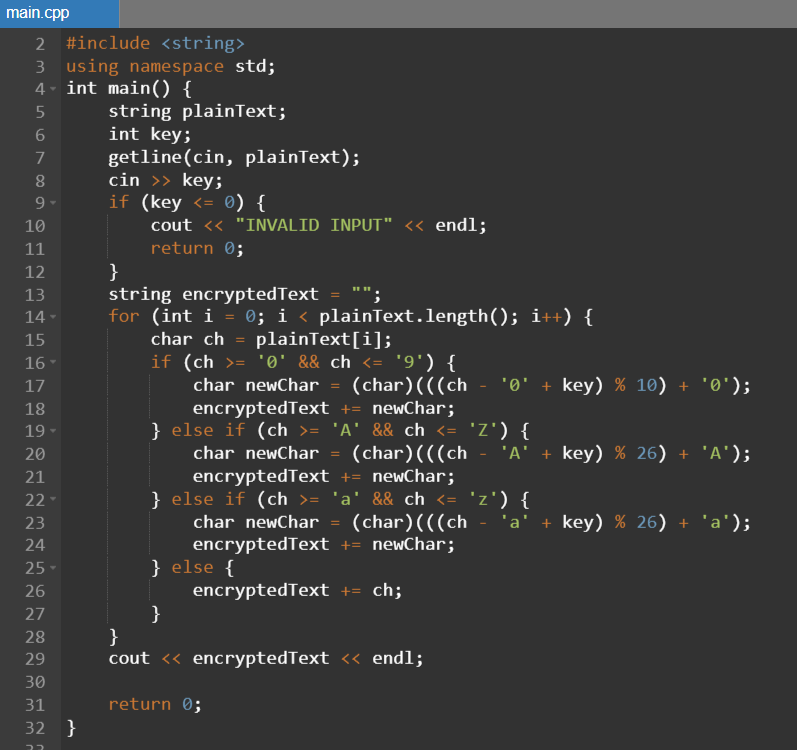 main.cpp
2 #include <string>
3 using namespace std;
4 int main() {
5     string plainText;
6     int key;
7     getline(cin, plainText);
8     cin >> key;
9     if (key <= 0) {
10         cout << "INVALID INPUT" << endl;
11         return 0;
12     }
13     string encryptedText = "";
14     for (int i = 0; i < plainText.length(); i++) {
15         char ch = plainText[i];
16         if (ch >= '0' && ch <= '9') {
17             char newChar = (char)(((ch - '0' + key) % 10) + '0');
18             encryptedText += newChar;
19         } else if (ch >= 'A' && ch <= 'Z') {
20             char newChar = (char)(((ch - 'A' + key) % 26) + 'A');
21             encryptedText += newChar;
22         } else if (ch >= 'a' && ch <= 'z') {
23             char newChar = (char)(((ch - 'a' + key) % 26) + 'a');
24             encryptedText += newChar;
25         } else {
26             encryptedText += ch;
27         }
28     }
29     cout << encryptedText << endl;
30
31     return 0;
32 }